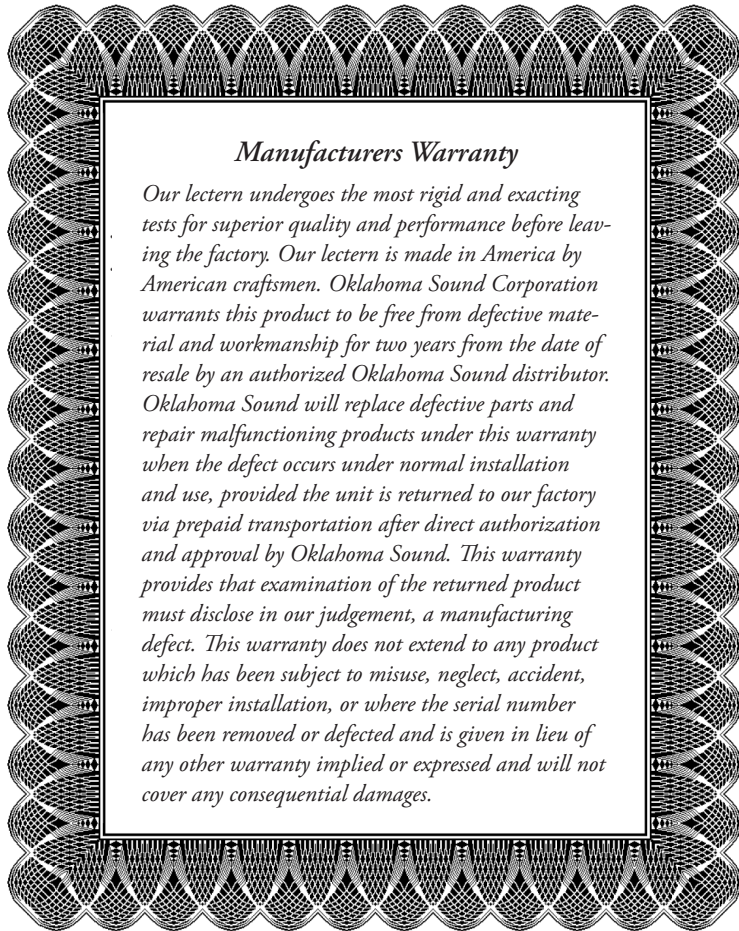 Manufacturers Warranty
Our lectern undergoes the most rigid and exacting
tests for superior quality and performance before leav-
ing the factory. Our lectern is made in America by
American craftsmen. Oklahoma Sound Corporation
warrants this product to be free from defective mate-
rial and workmanship for two years from the date of
resale by an authorized Oklahoma Sound distributor.
Oklahoma Sound will replace defective parts and
repair malfunctioning products under this warranty
when the defect occurs under normal installation
and use, provided the unit is returned to our factory
via prepaid transportation after direct authorization
and approval by Oklahoma Sound. This warranty
provides that examination of the returned product
must disclose in our judgement, a manufacturing
defect. This warranty does not extend to any product
which has been subject to misuse, neglect, accident,
improper installation, or where the serial number
has been removed or defected and is given in lieu of
any other warranty implied or expressed and will not
cover any consequential damages.